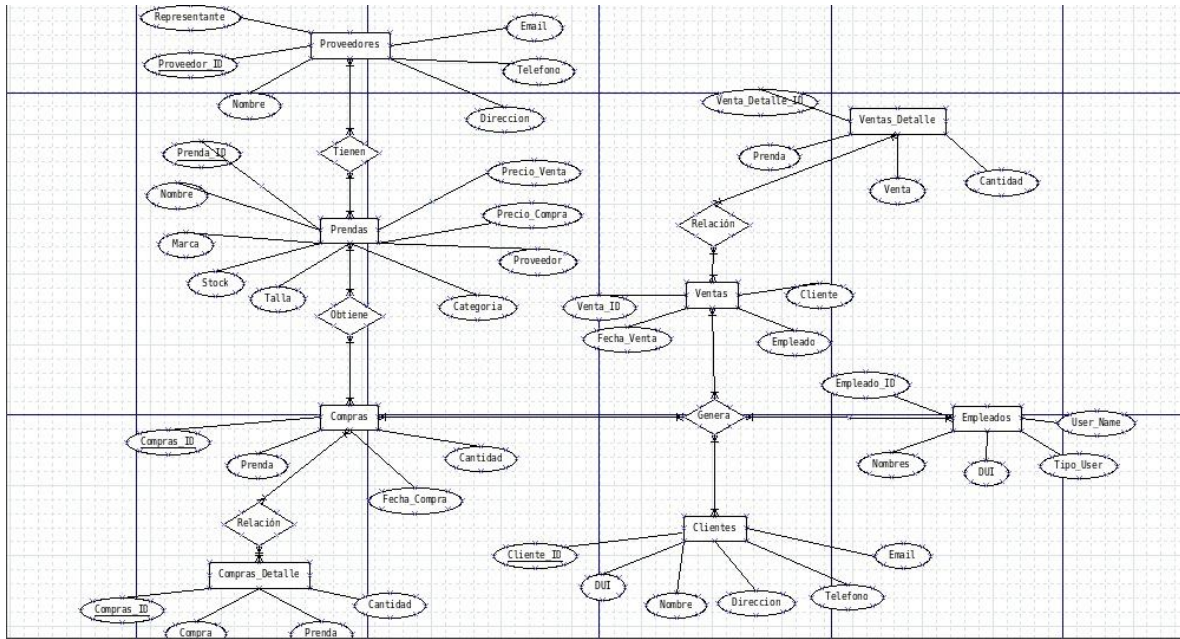 Representante
Email
Proveedores
Proveedor_ID
Telefono
Nombre
Direccion
Venta_Detalle_ID
Ventas_Detalle
Tienen
Prenda_ID
Prenda
Precio_Venta
Cantidad
Venta
Nombre
Precio_Compra
Relación
Prendas
Marca
Proveedor
Stock
Talla
Categoria
Ventas
Cliente
Venta_ID
Obtiene
Fecha_Venta
Empleado
Empleado_ID
Compras
Genera
Empleados
User_Name
Compras_ID
Prenda
Cantidad
Nombres
DUI
Tipo_User
Fecha_Compra
Relación
Clientes
Cliente_ID
Email
Compras_Detalle
DUI
Nombre
Direccion
Telefono
Compras_ID
Cantidad
Compra
Prenda